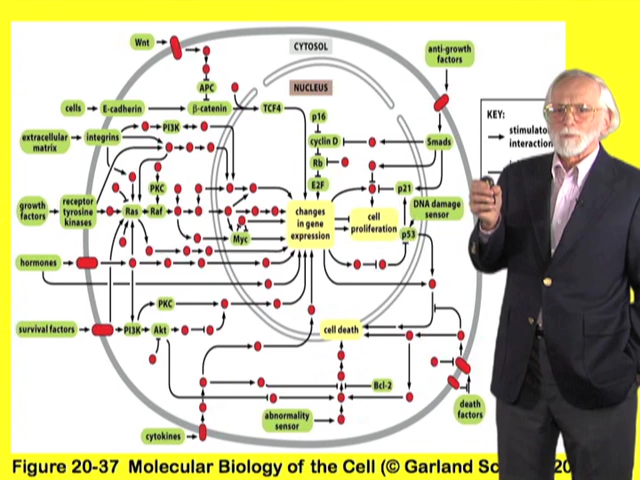 Wnt
CYTOSOL
anti-growth
factors
APC
NUCLEUS
cells
E-cadherin
β-catenin
TCF4
KEY:
extracellular
matrix
integrins
PI3K
p16
cyclin D
Smads
Rb
PKC
E2F
p21
growth
factors
receptor
tyrosine
kinases
Ras
Raf
Myc
changes
in gene
expression
cell
proliferation
DNA damage
sensor
p53
hormones
survival factors
PI3K
Akt
PKC
cell death
Bcl-2
abnormality
sensor
death
factors
cytokines
Figure 20-37 Molecular Biology of the Cell (© Garland